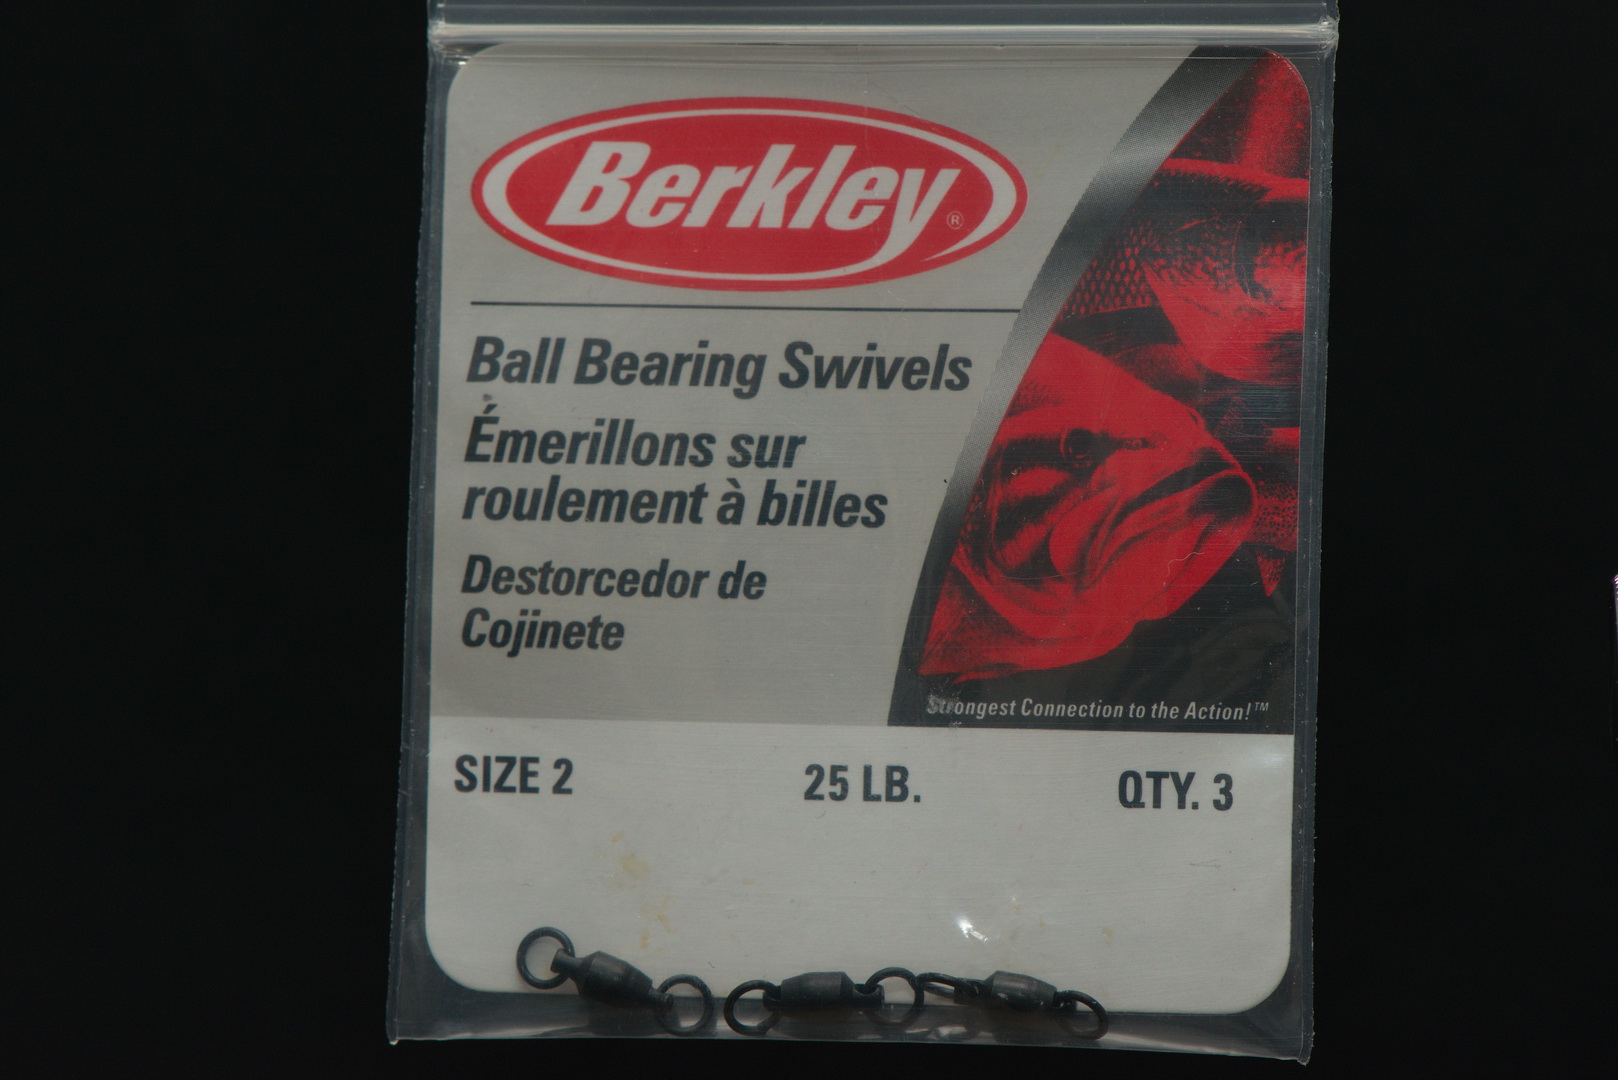 Berkley®
Ball Bearing Swivels
Émerillons sur
roulement à billes
Destorcedor de
Cojinete
Strongest Connection to the Action!™
SIZE 2 25 LB. QTY. 3